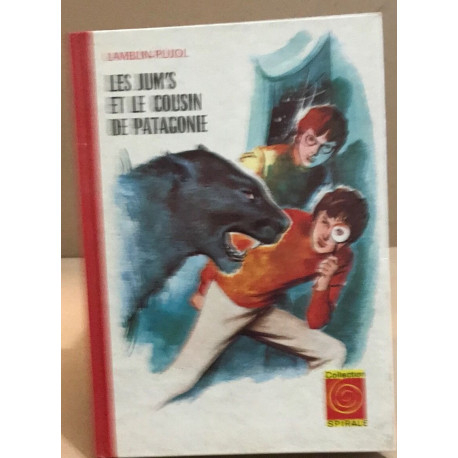 LAMBLIN-PUJOL
LES JUM'S
ET LE COUSIN
DE PATAGONIE
Collection
SPIRALE